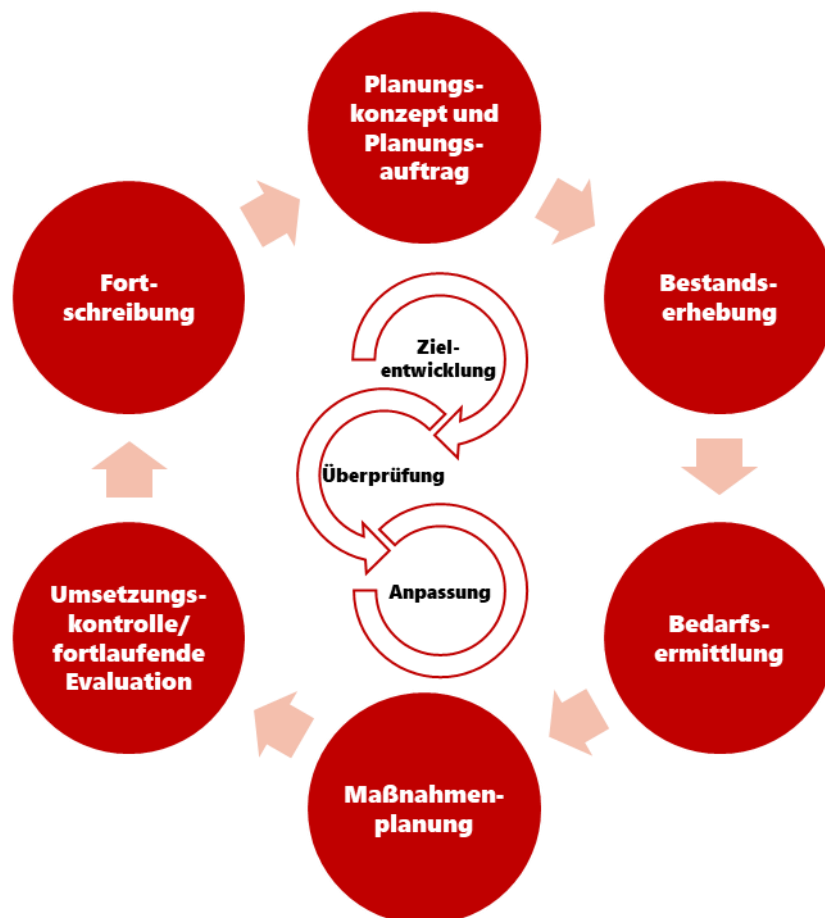 Planungs-
konzept und
Planungs-
auftrag
Bestands-
erhebung
Bedarfs-
ermittlung
Maßnahmen-
planung
Umsetzungs-
kontrolle/
fortlaufende
Evaluation
Fort-
schreibung
Ziel-
entwicklung
Überprüfung
Anpassung